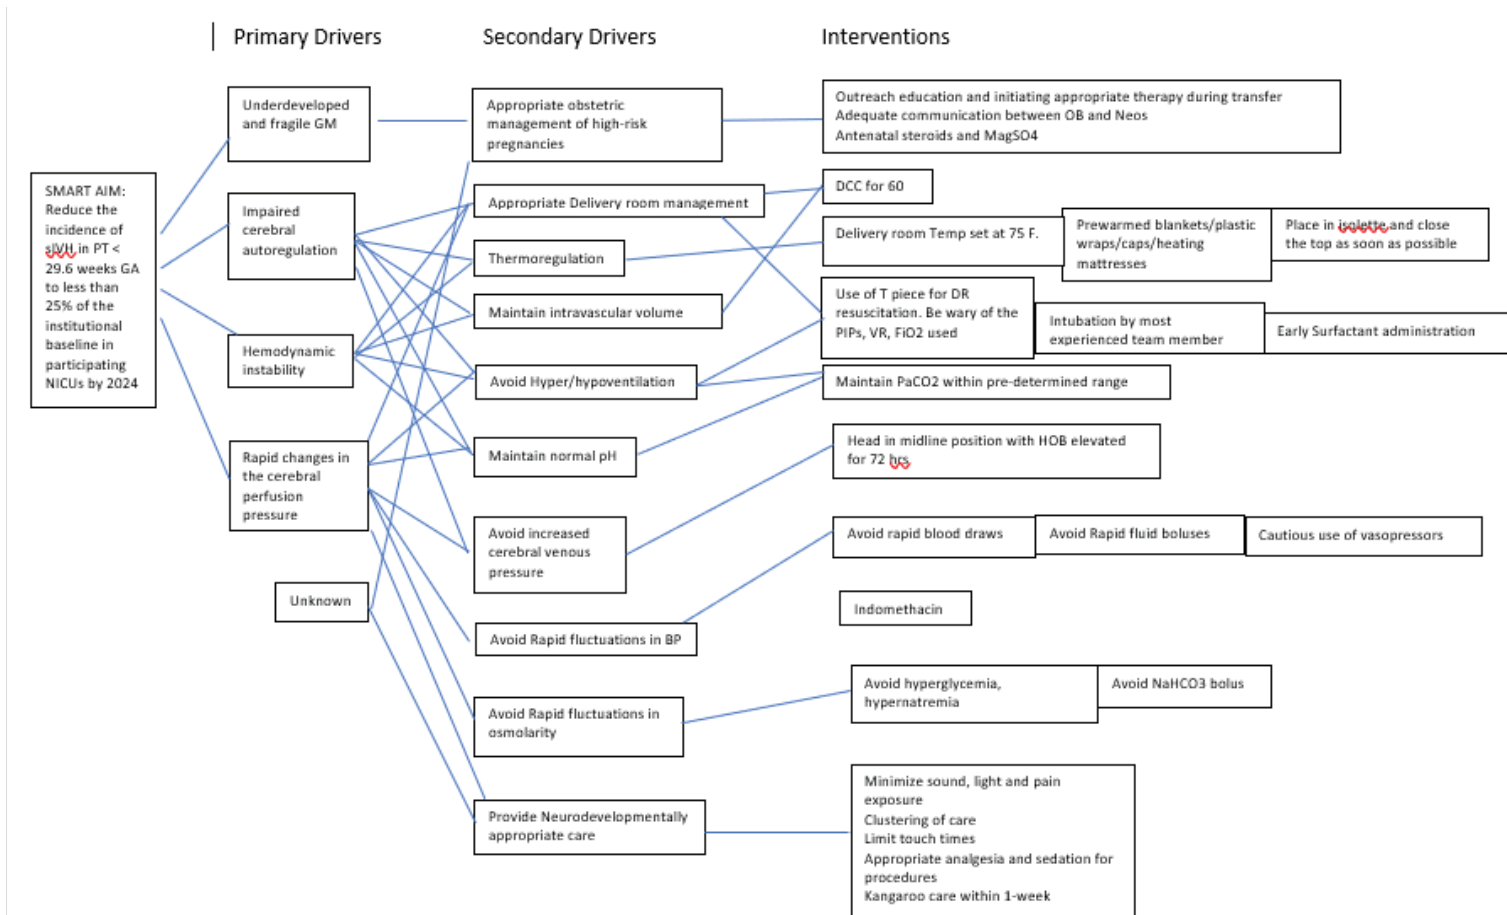 Primary Drivers
Secondary Drivers
Interventions
SMART AIM:
Reduce the
incidence of
sIVH in PT <
29.6 weeks GA
to less than
25% of the
institutional
baseline in
participating
NICUs by 2024
Underdeveloped
and fragile GM
Impaired
cerebral
autoregulation
Hemodynamic
instability
Rapid changes in
the cerebral
perfusion
pressure
Unknown
Appropriate obstetric
management of high-risk
pregnancies
Appropriate Delivery room management
Thermoregulation
Maintain intravascular volume
Avoid Hyper/hypoventilation
Maintain normal pH
Avoid increased
cerebral venous
pressure
Avoid Rapid fluctuations in BP
Avoid Rapid fluctuations in
osmolarity
Provide Neurodevelopmentally
appropriate care
Outreach education and initiating appropriate therapy during transfer
Adequate communication between OB and Neos
Antenatal steroids and MagSO4
DCC for 60
Delivery room Temp set at 75 F.
Prewarmed blankets/plastic
wraps/caps/heating
mattresses
Place in isolette and close
the top as soon as possible
Use of T piece for DR
resuscitation. Be wary of the
PIPs, VR, FiO2 used
Intubation by most
experienced team member
Early Surfactant administration
Maintain PaCO2 within pre-determined range
Head in midline position with HOB elevated
for 72 hrs
Avoid rapid blood draws
Avoid Rapid fluid boluses
Cautious use of vasopressors
Indomethacin
Avoid hyperglycemia,
hypernatremia
Avoid NaHCO3 bolus
Minimize sound, light and pain
exposure
Clustering of care
Limit touch times
Appropriate analgesia and sedation for
procedures
Kangaroo care within 1-week